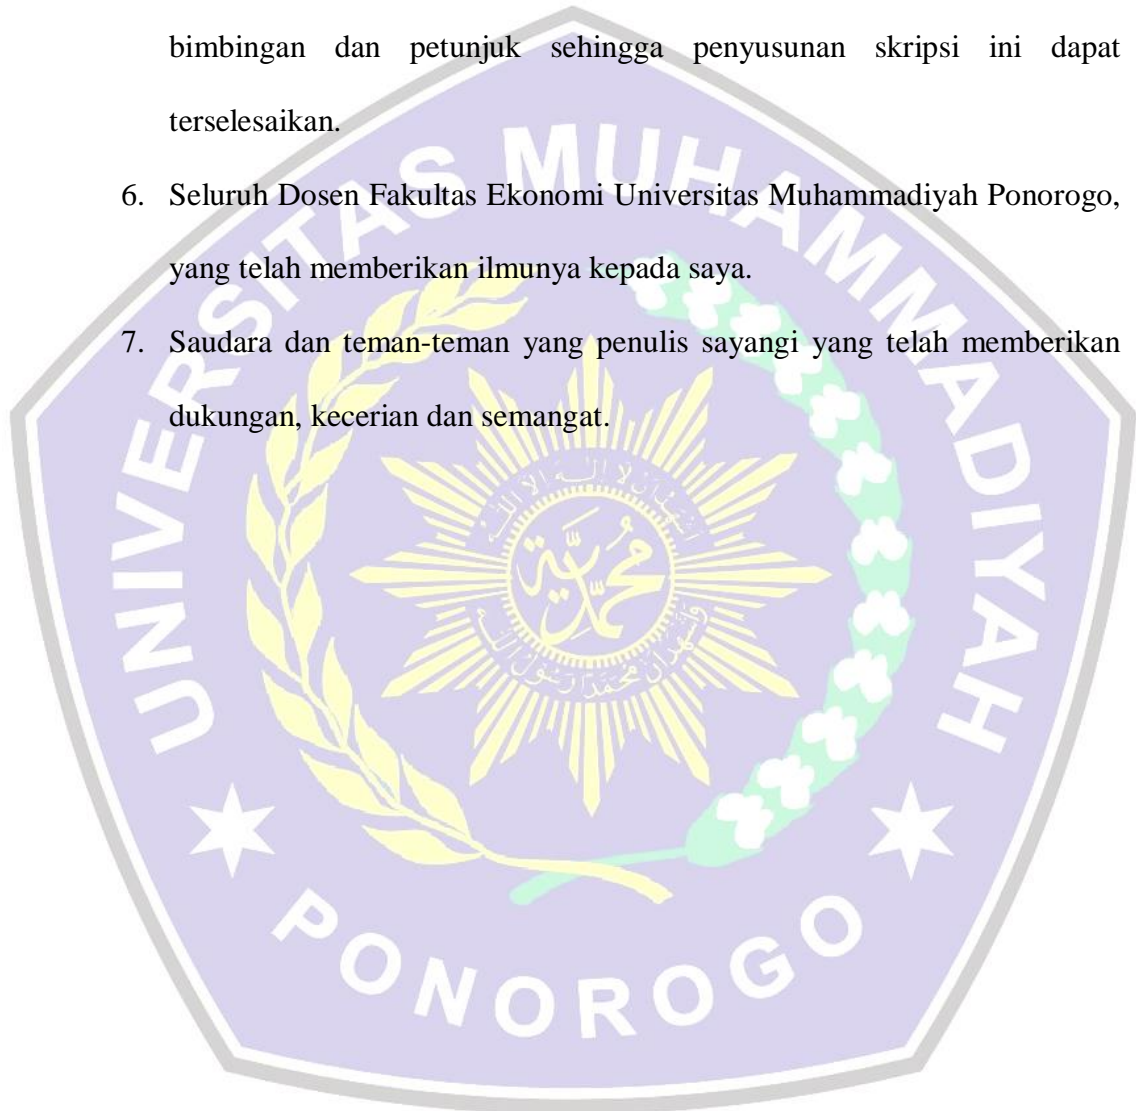 bimbingan dan petunjuk sehingga penyusunan skripsi ini dapat
terselesaikan.
6. Seluruh Dosen Fakultas Ekonomi Universitas Muhammadiyah Ponorogo,
yang telah memberikan ilmunya kepada saya.
7. Saudara dan teman-teman yang penulis sayangi yang telah memberikan
dukungan, kecerian dan semangat.
UNIVERSITAS MUHAMMADIYAH
محمدية
PONOROGO